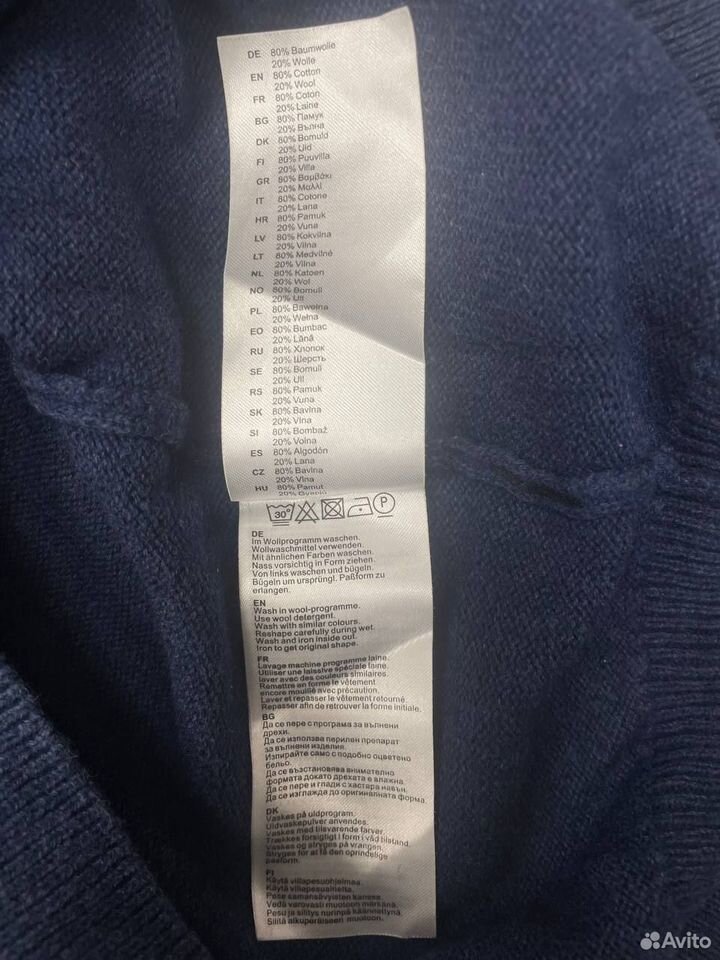 DE 80% Baumwolle
20% Wolle
EN 80% Cotton
20% Wool
FR 80% Coton
20% Laine
BG 80% Памук
20% Вълна
DK 80% Bomuld
20% Uld
FI 80% Puuvilla
20% Villa
GR 80% Βαμβάκι
20% Μαλλί
IT 80% Cotone
20% Lana
HR 80% Pamuk
20% Vuna
LV 80% Kokvilna
20% Vilna
LT 80% Medvilnė
20% Vilna
NL 80% Katoen
20% Wol
NO 80% Bomull
20% Ull
PL 80% Bawełna
20% Wełna
EO 80% Bumbac
20% Lână
RU 80% Хлопок
20% Шерсть
SE 80% Bomull
20% Ull
RS 80% Pamuk
20% Vuna
SK 80% Bavlna
20% Vlna
SI 80% Bombaž
20% Volna
ES 80% Algodón
20% Lana
CZ 80% Bavlna
20% Vlna
HU 80% Pamut
20% Gyapjú
30° P
DE
Im Wollprogramm waschen.
Wollwaschmittel verwenden.
Mit ähnlichen Farben waschen.
Nass vorsichtig in Form ziehen.
Von links waschen und bügeln.
Bügeln um ursprüngl. Paßform zu
erlangen.
EN
Wash in wool-programme.
Use wool detergent.
Wash with similar colours.
Reshape carefully during wet.
Wash and iron inside out.
Iron to get original shape.
FR
Lavage machine programme laine.
Utiliser une laissive spéciale laine.
laver avec des couleurs similaires.
Remettre en forme le vêtement
encore mouillé avec précaution.
Laver et repasser le vêtement retourné.
Repasser afin de retrouver la forme initiale.
BG
Да се пере с програма за вълнени
дрехи.
Да се използва перилен препарат
за вълнени изделия.
Изпирайте само с подобно оцветено
бельо.
Да се възстановява внимателно
формата докато дрехата е влажна.
Да се пере и глади с хастара навън.
Да се изглажда до оригиналната форма.
DK
Vaskes på uldprogram.
Uldvaskepulver anvendes.
Vaskes med tilsvarende farver.
Trækkes forsigtigt i form i våd tilstand.
Vaskes og stryges på vrangen.
Stryges for at få den oprindelige
pasform.
FI
Käytä villapesuohjelmaa.
Käytä villapesuainetta.
Pese samansävyisten kanssa.
Vedä varovasti muotoon märkänä.
Pesu ja silitys nurinpä käännettynä.
Silitä alkuperäiseen muotoon.
Avito